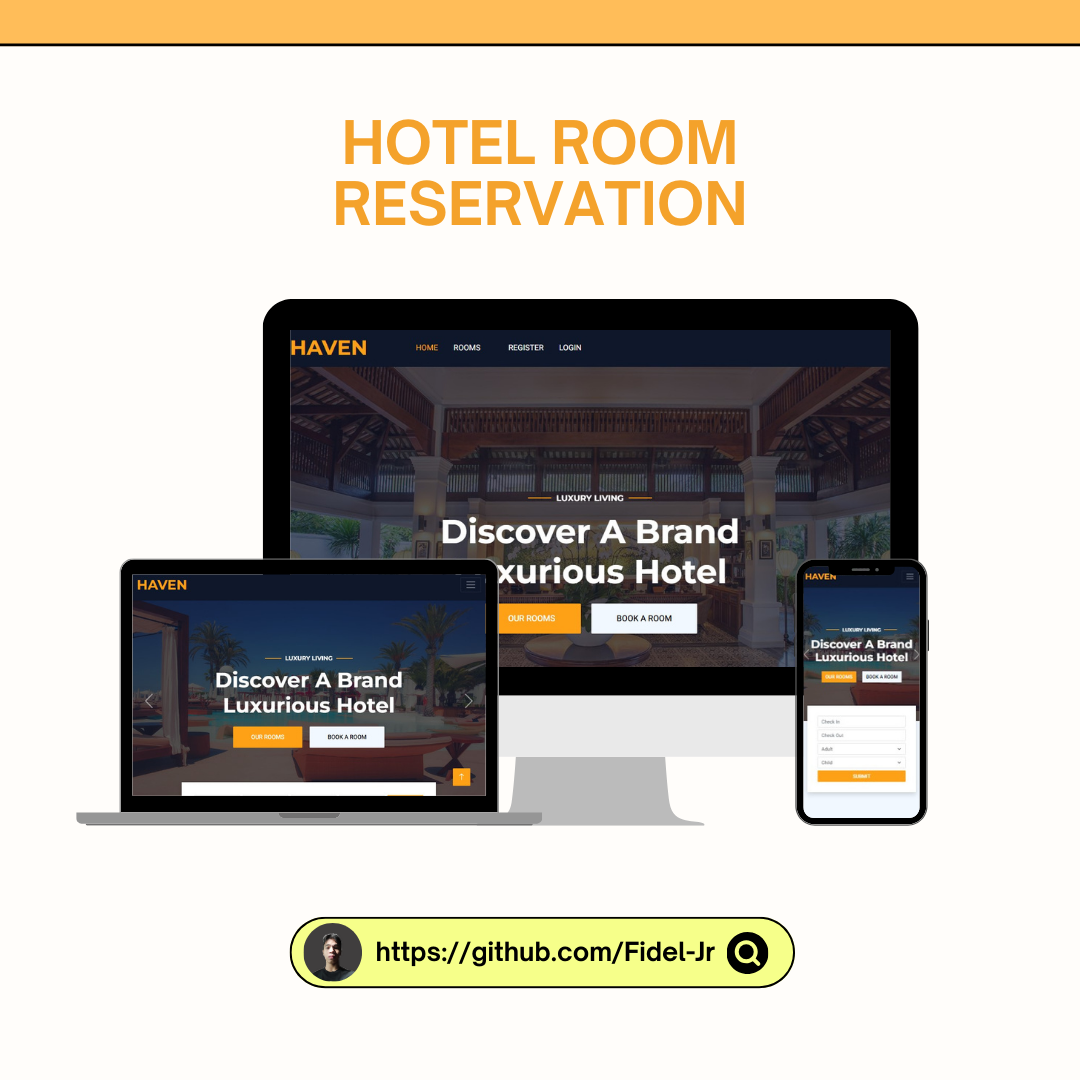 HOTEL ROOM
RESERVATION
HAVEN
HOME ROOMS REGISTER LOGIN
LUXURY LIVING
Discover A Brand
xurious Hotel
OUR ROOMS BOOK A ROOM
HAVEN
LUXURY LIVING
Discover A Brand
Luxurious Hotel
OUR ROOMS BOOK A ROOM
HAVEN
LUXURY LIVING
Discover A Brand
Luxurious Hotel
OUR ROOMS BOOK A ROOM
Check In
Check Out
Adult
Child
SUBMIT
https://github.com/Fidel-Jr